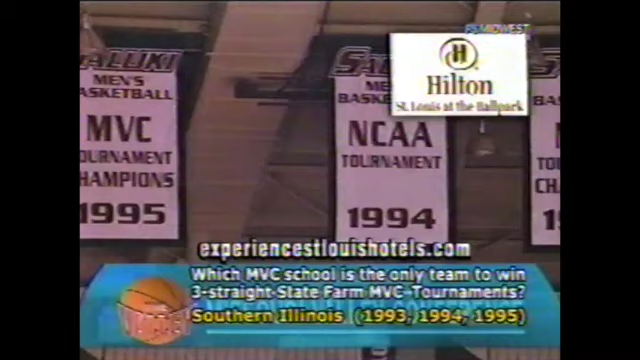 FSMIDWEST
Hilton
St. Louis at the Ballpark
SALUKI
MEN'S
BASKETBALL
MVC
TOURNAMENT
CHAMPIONS
1995
NCAA
TOURNAMENT
1994
experiencestlouishotels.com
Which MVC school is the only team to win
3-straight State Farm MVC Tournaments?
Southern Illinois (1993, 1994, 1995)